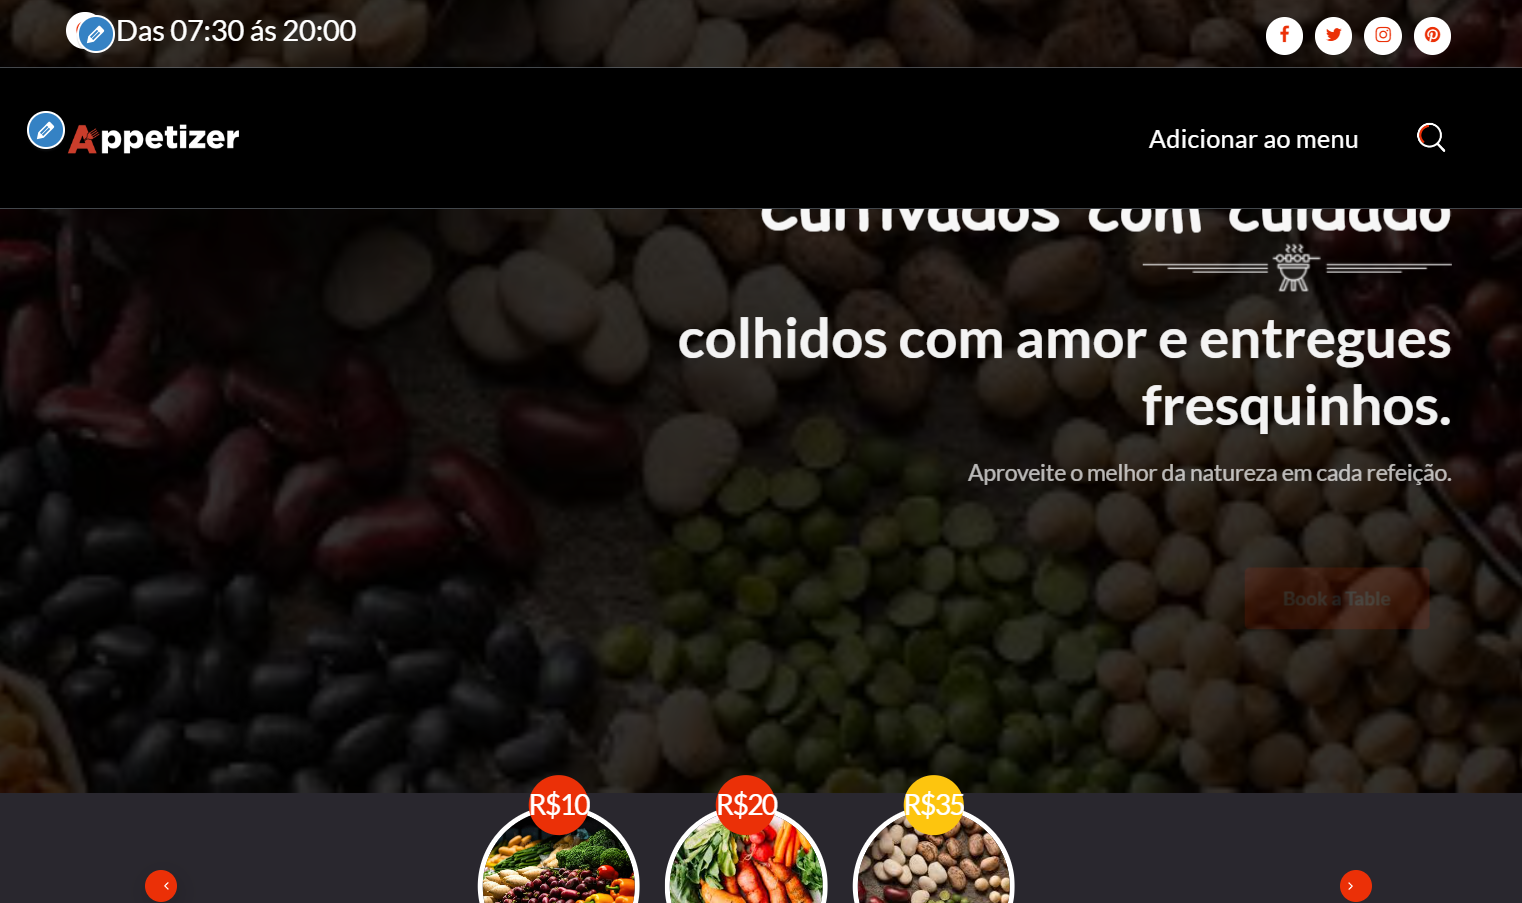 Das 07:30 ás 20:00
Appetizer
Adicionar ao menu
Cultivados com cuidado
colhidos com amor e entregues
fresquinhos.
Aproveite o melhor da natureza em cada refeição.
Book a Table
R$10
R$20
R$35